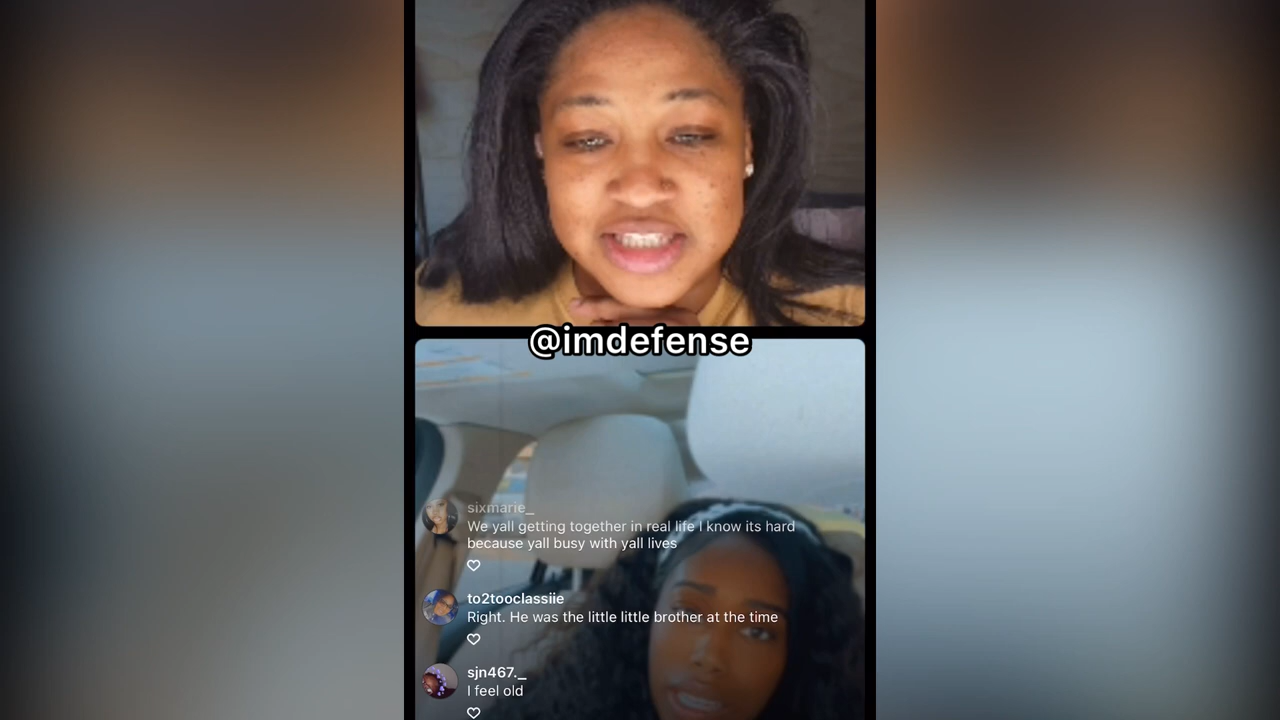 @imdefense
sixmarie_
We yall getting together in real life I know its hard
because yall busy with yall lives
to2tooclassiie
Right. He was the little little brother at the time
sjn467._
I feel old